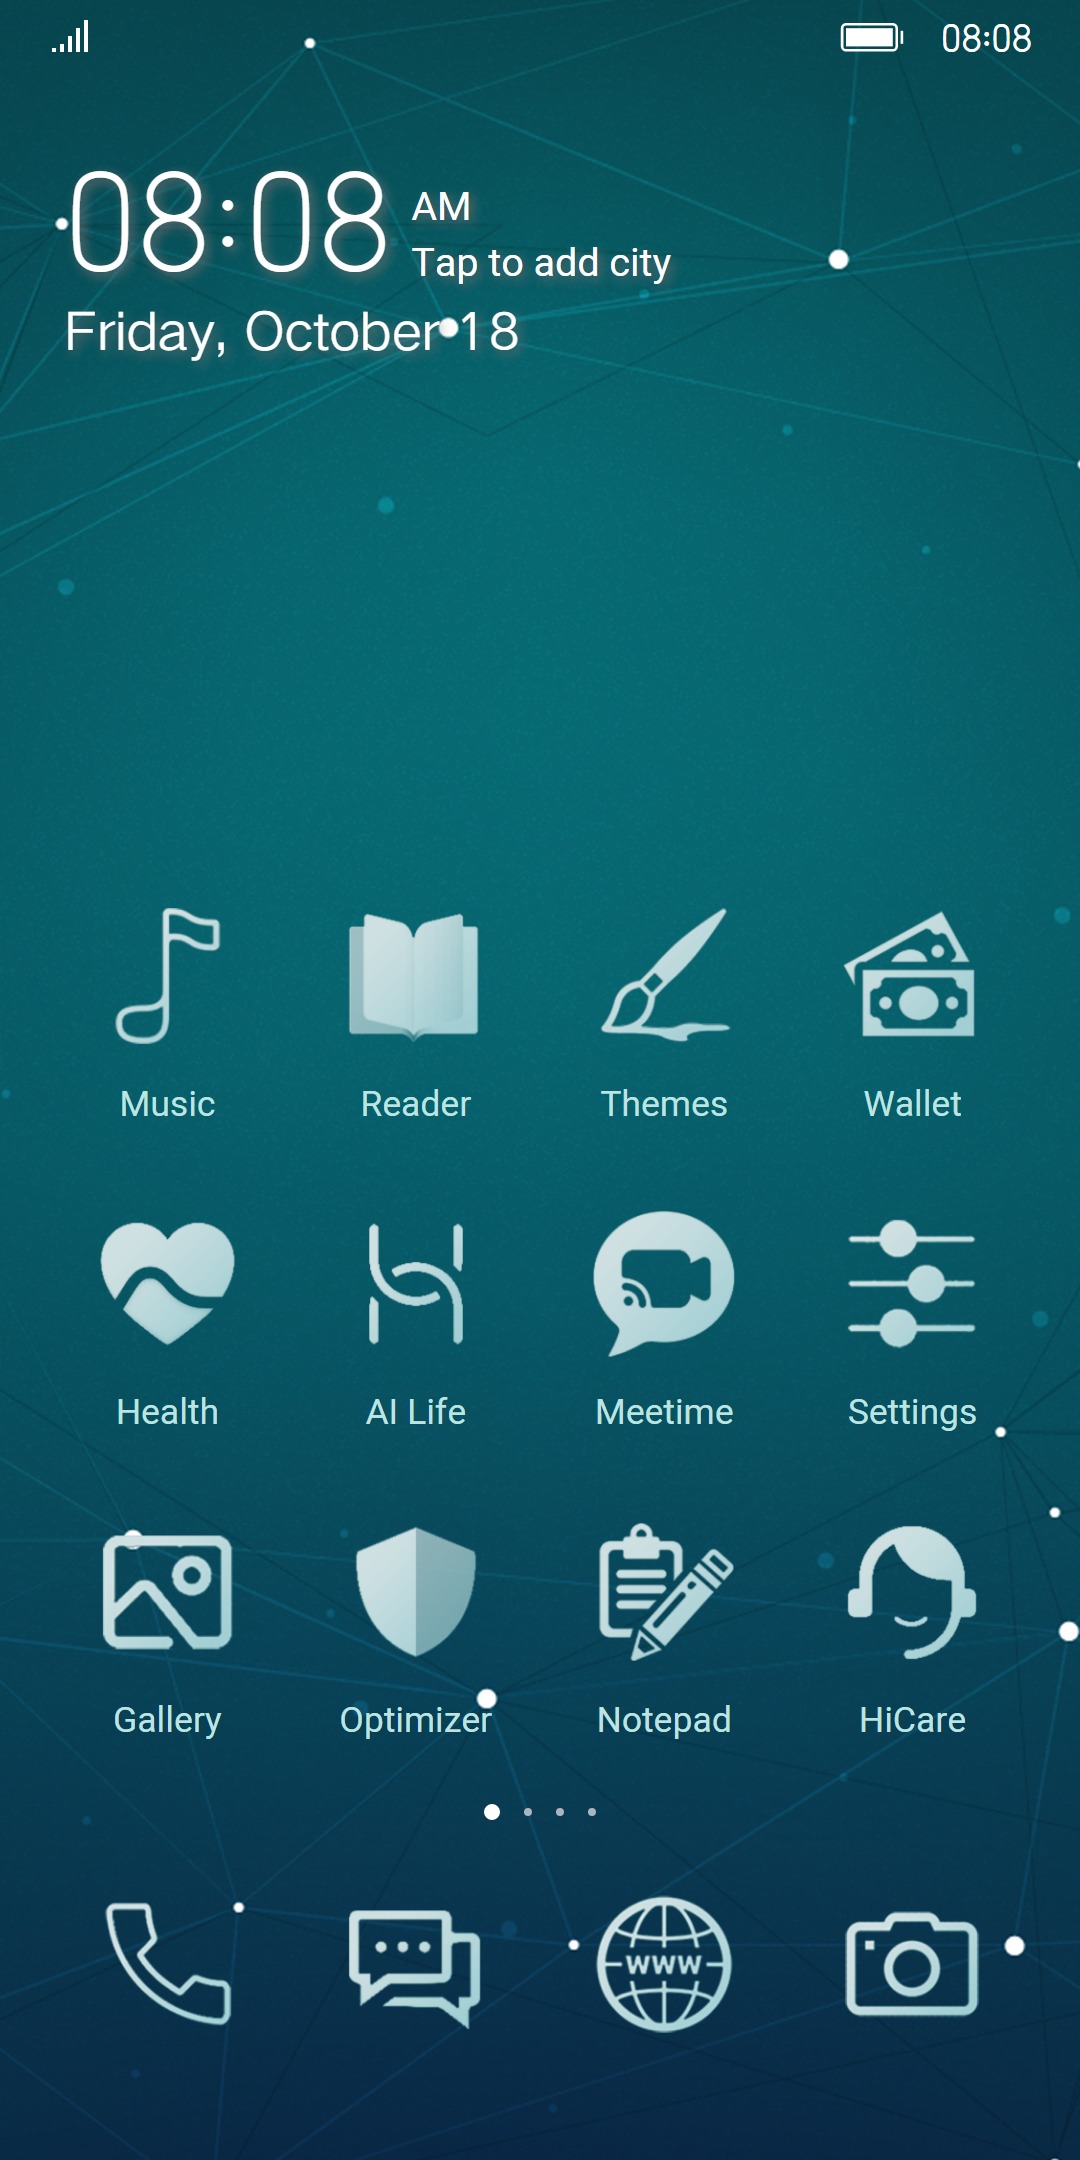 08:08
08:08 AM
Tap to add city
Friday, October 18
Music Reader Themes Wallet
Health AI Life Meetime Settings
Gallery Optimizer Notepad HiCare
www